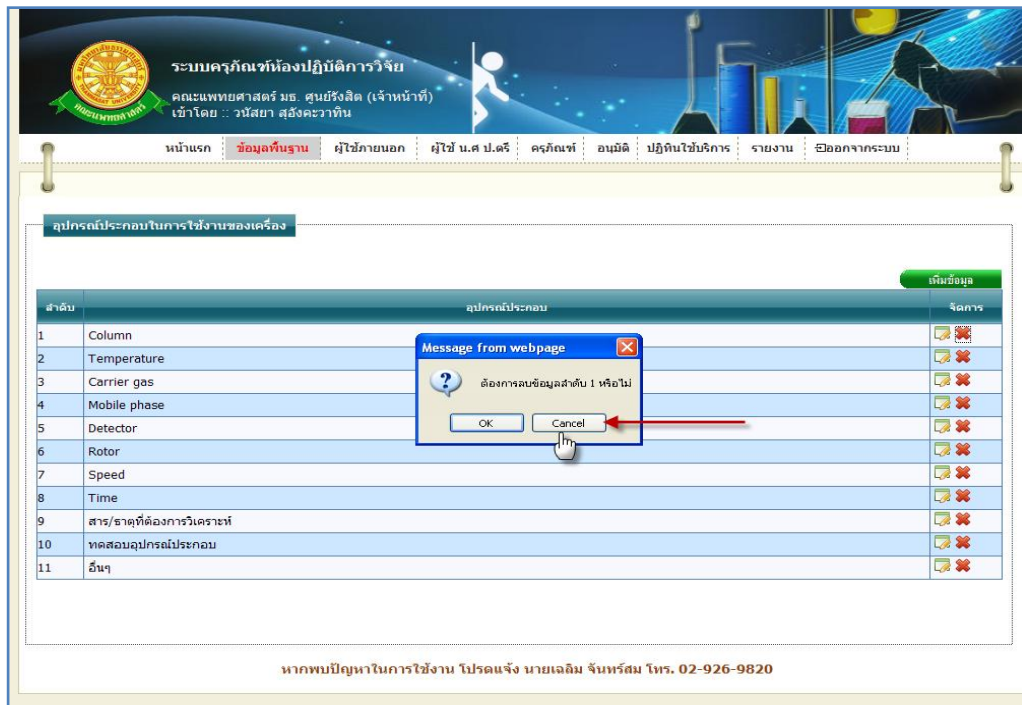 ระบบครุภัณฑ์ห้องปฏิบัติการวิจัย
คณะแพทยศาสตร์ มธ. ศูนย์รังสิต (เจ้าหน้าที่)
เข้าโดย :: วนัสยา สุอังคะวาทิน
หน้าแรก ข้อมูลพื้นฐาน ผู้ใช้ภายนอก ผู้ใช้ น.ศ ป.ตรี ครุภัณฑ์ อนุมัติ ปฏิทินใช้บริการ รายงาน ออกจากระบบ
อุปกรณ์ประกอบในการใช้งานของเครื่อง
เพิ่มข้อมูล
ลำดับ อุปกรณ์ประกอบ จัดการ
1 Column
2 Temperature
3 Carrier gas
4 Mobile phase
5 Detector
6 Rotor
7 Speed
8 Time
9 สาร/ธาตุที่ต้องการวิเคราะห์
10 ทดสอบอุปกรณ์ประกอบ
11 อื่นๆ
Message from webpage
ต้องการลบข้อมูลลำดับ 1 หรือไม่
OK Cancel
หากพบปัญหาในการใช้งาน โปรดแจ้ง นายเฉลิม จันทร์สม โทร. 02-926-9820